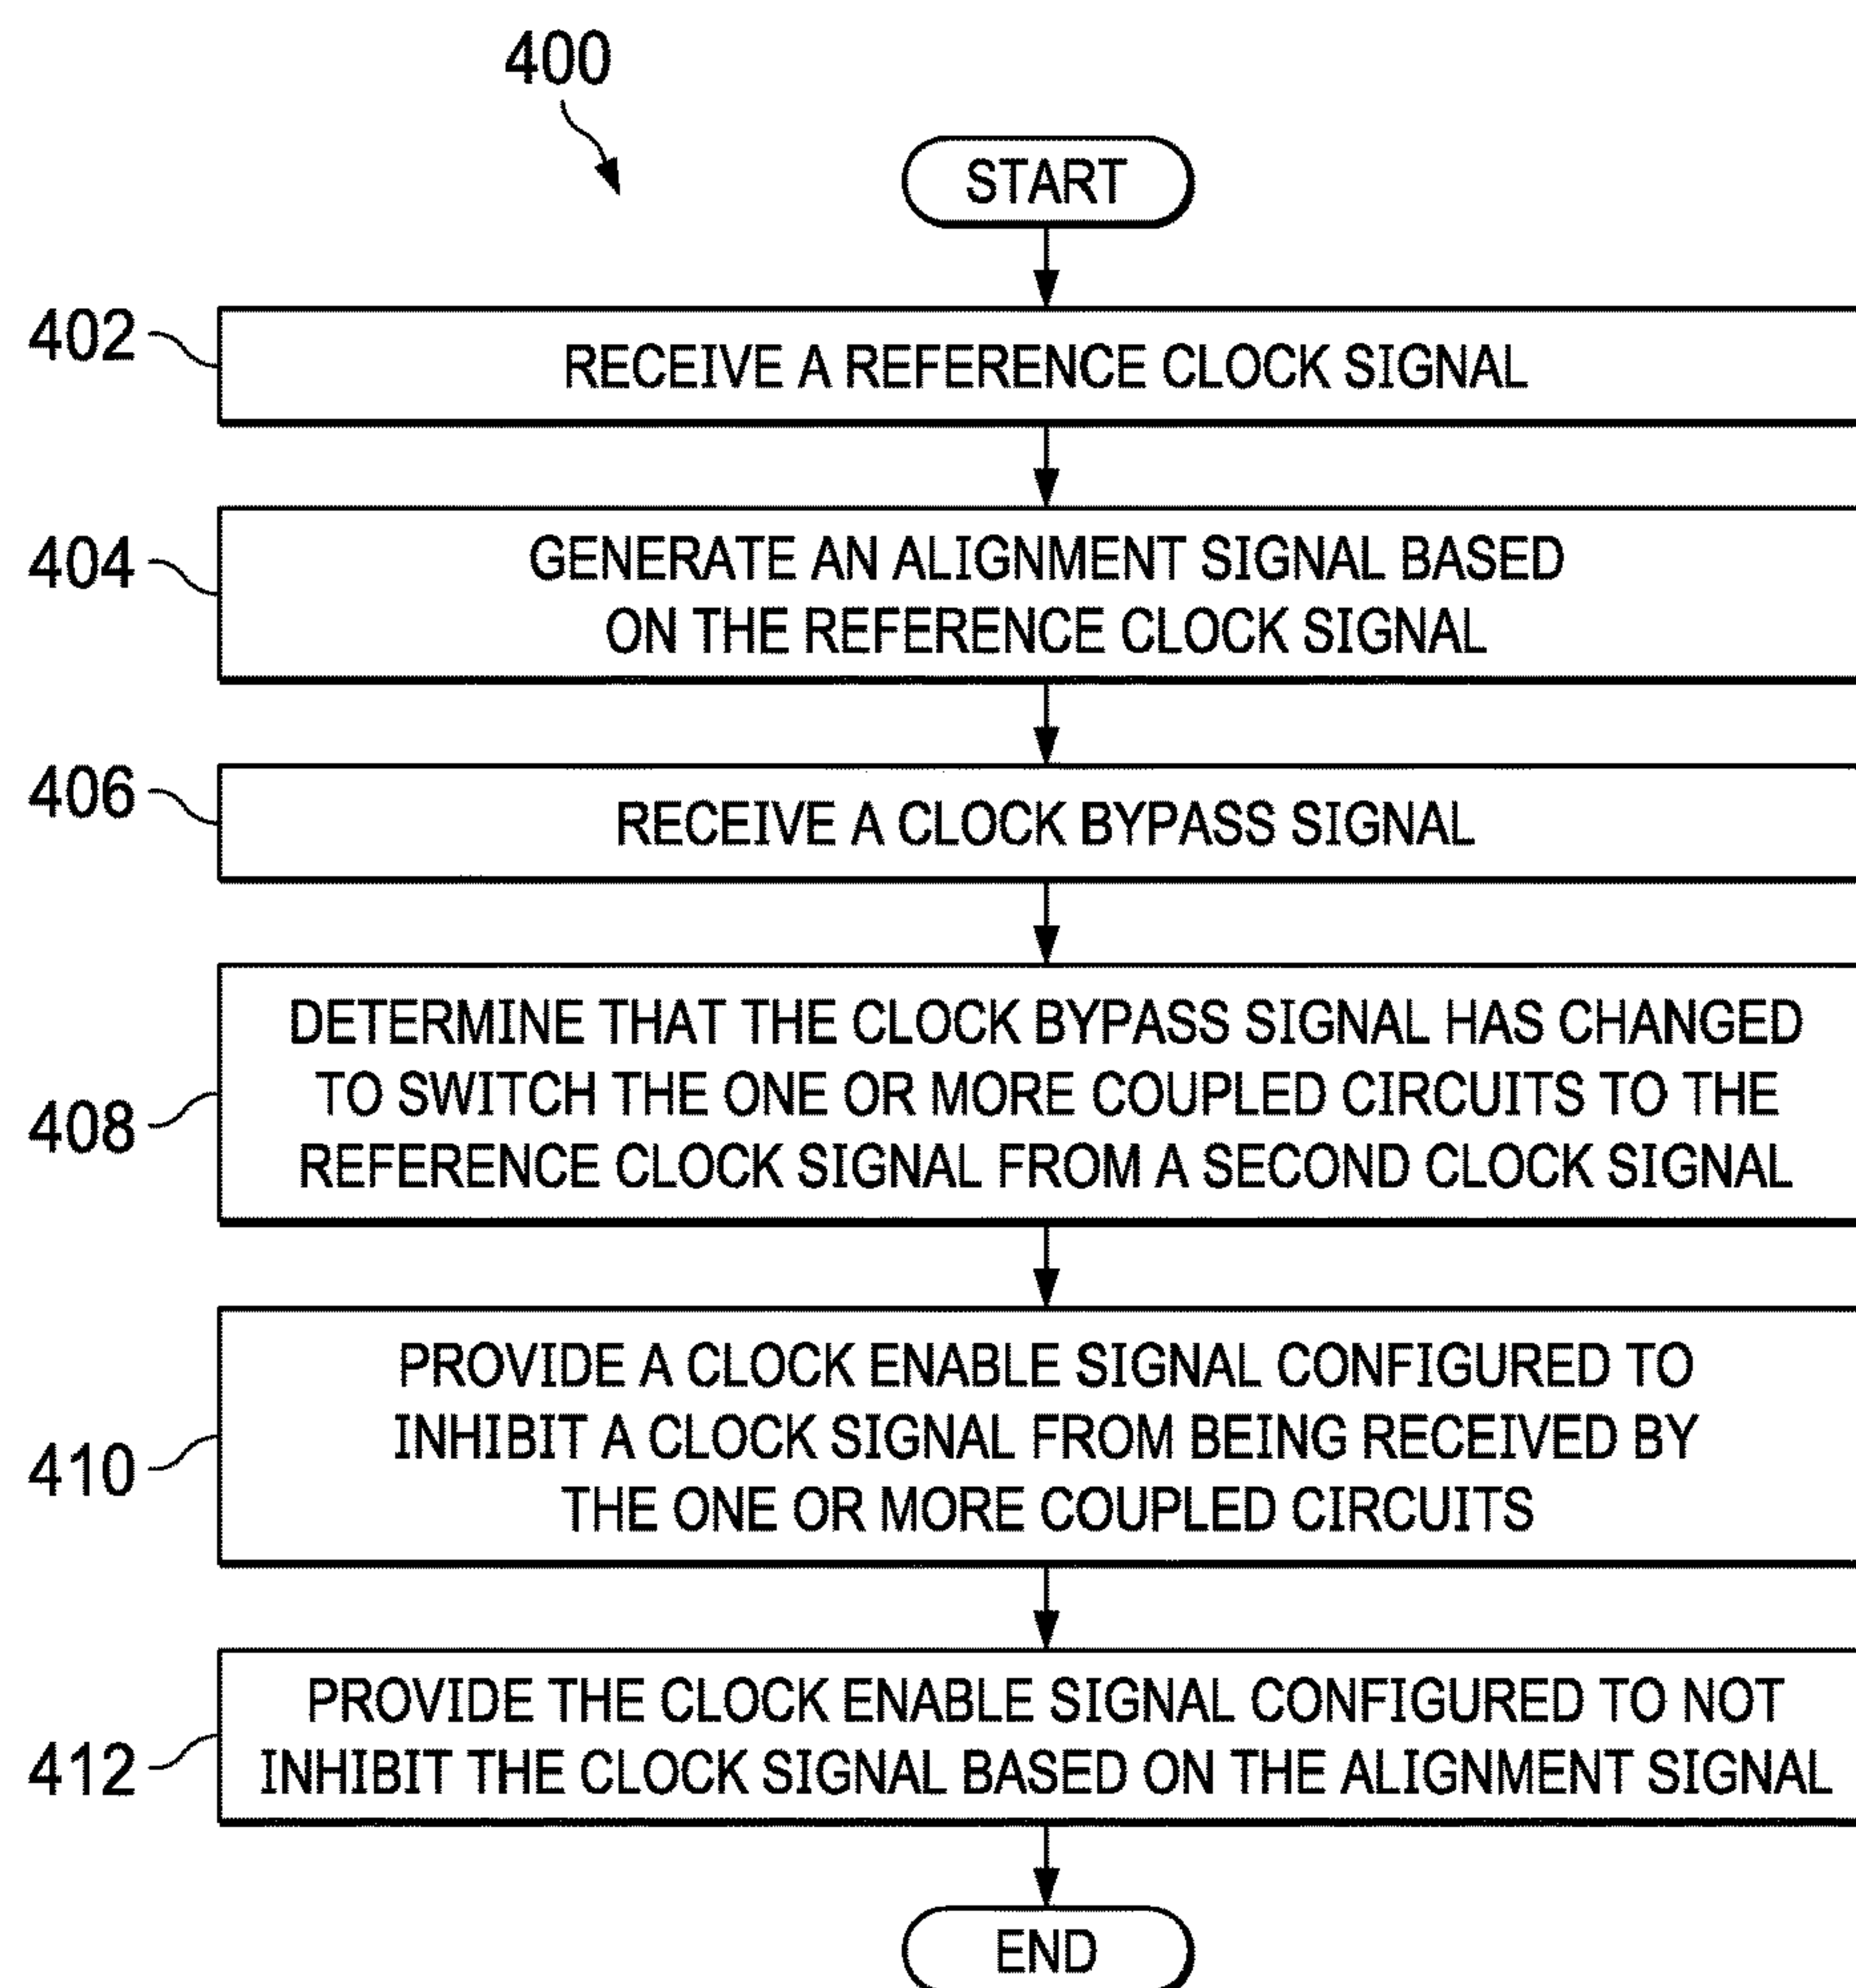 400
START
402
RECEIVE A REFERENCE CLOCK SIGNAL
404
GENERATE AN ALIGNMENT SIGNAL BASED
ON THE REFERENCE CLOCK SIGNAL
406
RECEIVE A CLOCK BYPASS SIGNAL
408
DETERMINE THAT THE CLOCK BYPASS SIGNAL HAS CHANGED
TO SWITCH THE ONE OR MORE COUPLED CIRCUITS TO THE
REFERENCE CLOCK SIGNAL FROM A SECOND CLOCK SIGNAL
410
PROVIDE A CLOCK ENABLE SIGNAL CONFIGURED TO
INHIBIT A CLOCK SIGNAL FROM BEING RECEIVED BY
THE ONE OR MORE COUPLED CIRCUITS
412
PROVIDE THE CLOCK ENABLE SIGNAL CONFIGURED TO NOT
INHIBIT THE CLOCK SIGNAL BASED ON THE ALIGNMENT SIGNAL
END